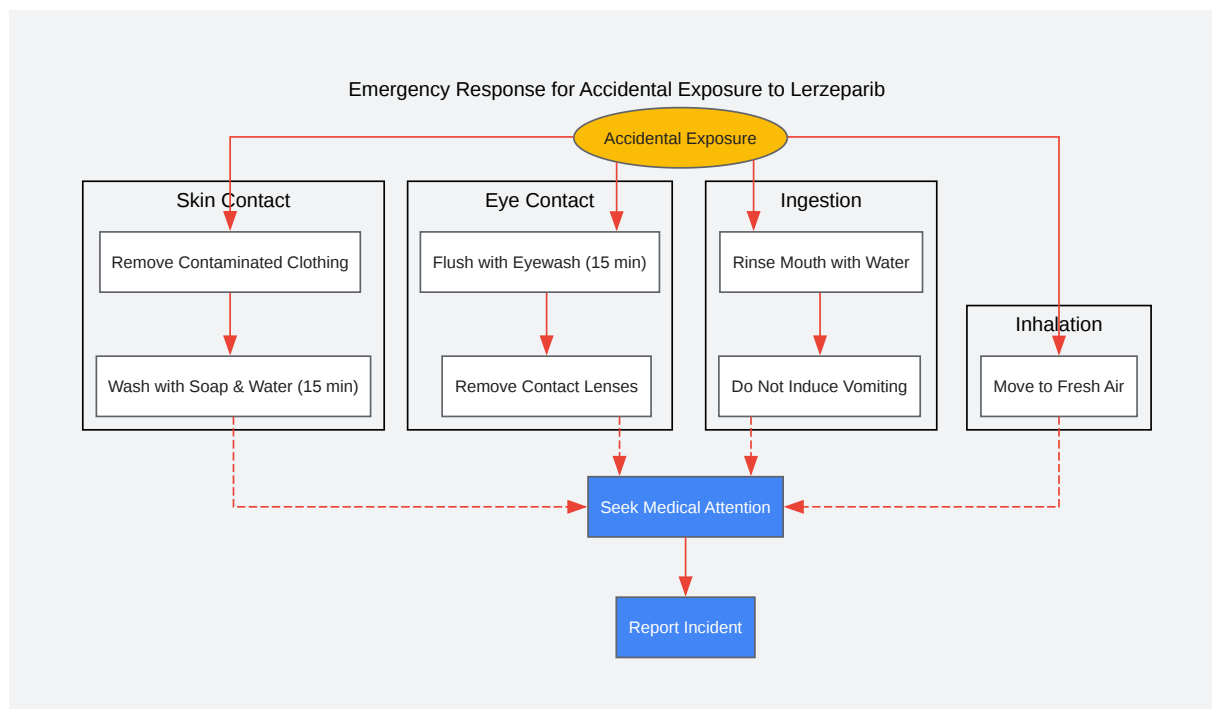 Emergency Response for Accidental Exposure to Lerzeparib
Accidental Exposure
Skin Contact
Remove Contaminated Clothing
Wash with Soap & Water (15 min)
Eye Contact
Flush with Eyewash (15 min)
Remove Contact Lenses
Ingestion
Rinse Mouth with Water
Do Not Induce Vomiting
Inhalation
Move to Fresh Air
Seek Medical Attention
Report Incident